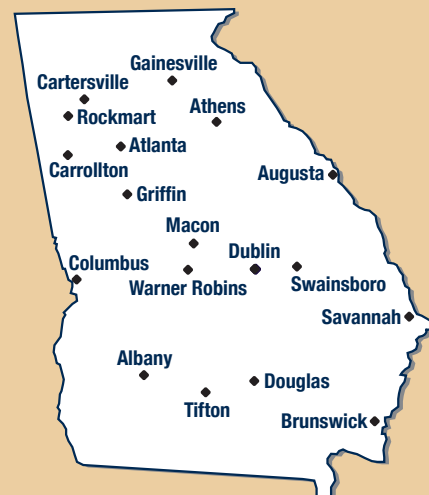 Gainesville
Cartersville
Athens
Rockmart
Atlanta
Carrollton
Augusta
Griffin
Macon
Dublin
Columbus
Warner Robins
Swainsboro
Savannah
Albany
Douglas
Tifton
Brunswick